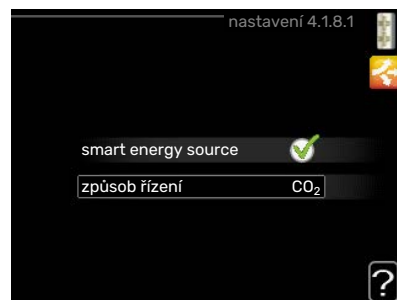 nastavení 4.1.8.1
smart energy source
způsob řízení CO₂
?